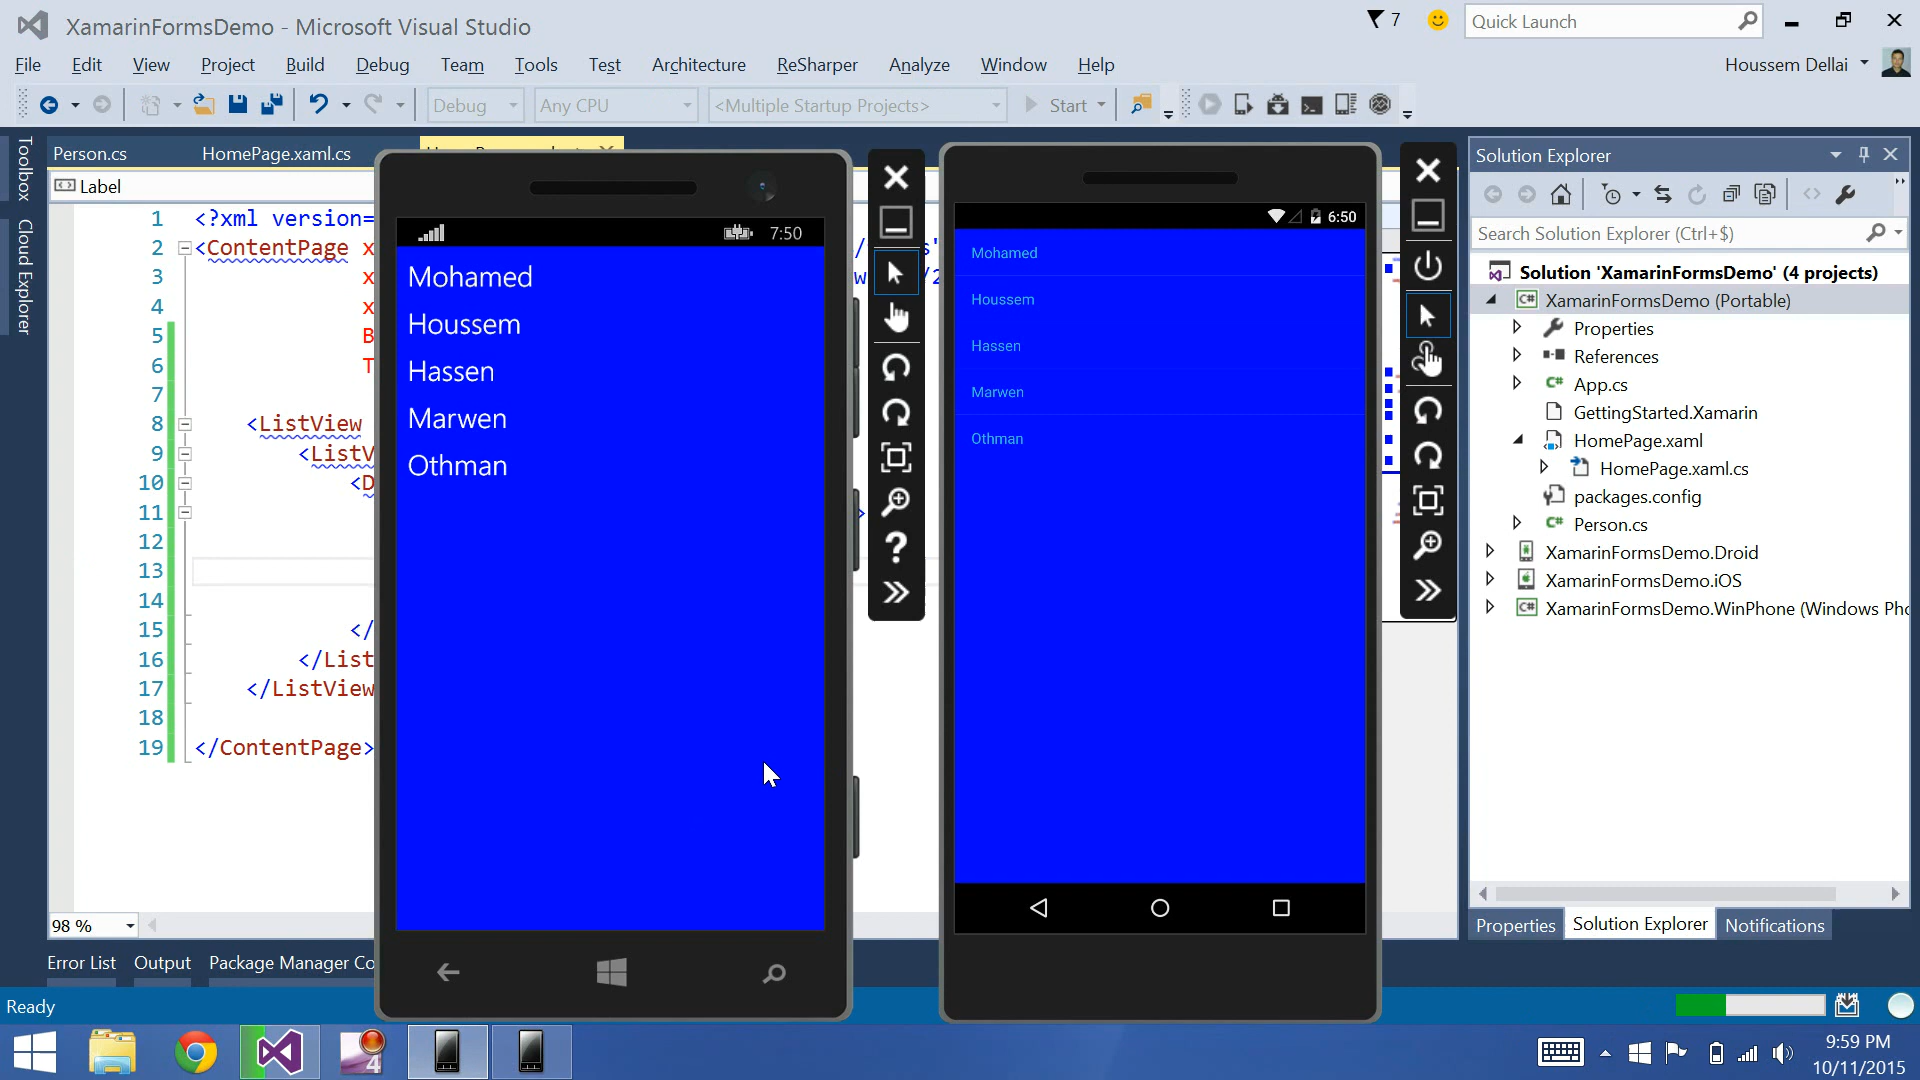 XamarinFormsDemo - Microsoft Visual Studio
7
Quick Launch
File Edit View Project Build Debug Team Tools Test Architecture ReSharper Analyze Window Help
Houssem Dellai
Debug
Any CPU
<Multiple Startup Projects>
Start
Toolbox
Cloud Explorer
Person.cs
HomePage.xaml.cs
Label
1 <?xml version=
2 <ContentPage x
3 x
4 x
5 B
6 T
7
8 <ListView
9 <ListV
10 <D
11
12
13
14
15 </
16 </List
17 </ListView
18
19 </ContentPage>
98 %
7:50
Mohamed
Houssem
Hassen
Marwen
Othman
6:50
Mohamed
Houssem
Hassen
Marwen
Othman
Solution Explorer
Search Solution Explorer (Ctrl+$)
Solution 'XamarinFormsDemo' (4 projects)
XamarinFormsDemo (Portable)
Properties
References
App.cs
GettingStarted.Xamarin
HomePage.xaml
HomePage.xaml.cs
packages.config
Person.cs
XamarinFormsDemo.Droid
XamarinFormsDemo.iOS
XamarinFormsDemo.WinPhone (Windows Pho
Properties
Solution Explorer
Notifications
Error List
Output
Package Manager Co
Ready
4
9:59 PM
10/11/2015